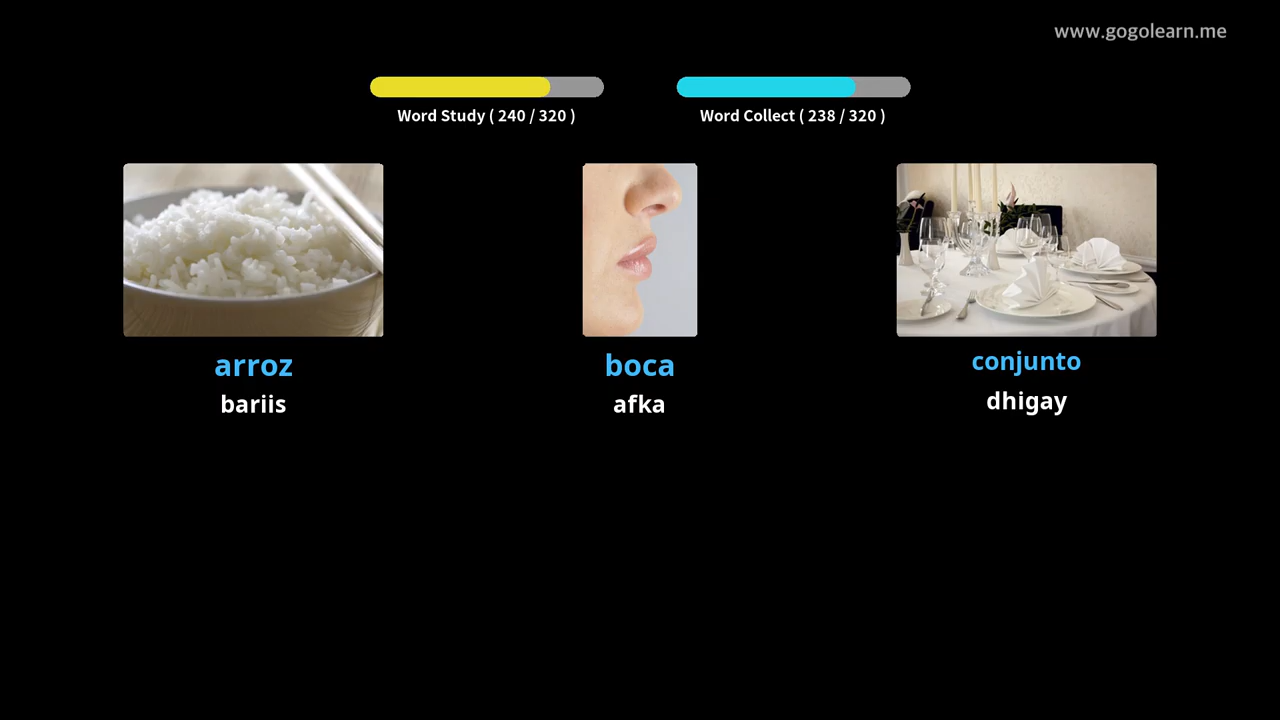 www.gogolearn.me
Word Study ( 240 / 320 )
Word Collect ( 238 / 320 )
arroz
boca
conjunto
bariis
afka
dhigay